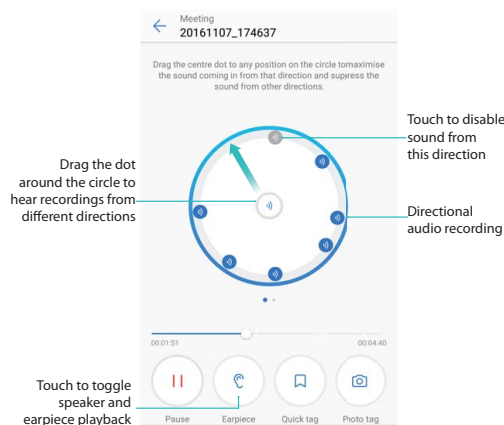 Meeting
20161107_174637
Drag the centre dot to any position on the circle tomaximise
the sound coming in from that direction and suppress the
sound from other directions.
Touch to disable
sound from
this direction
Drag the dot
around the circle to
hear recordings from
different directions
Directional
audio recording
00:01:51
00:04:40
Touch to toggle
speaker and
earpiece playback
Pause
Earpiece
Quick tag
Photo tag